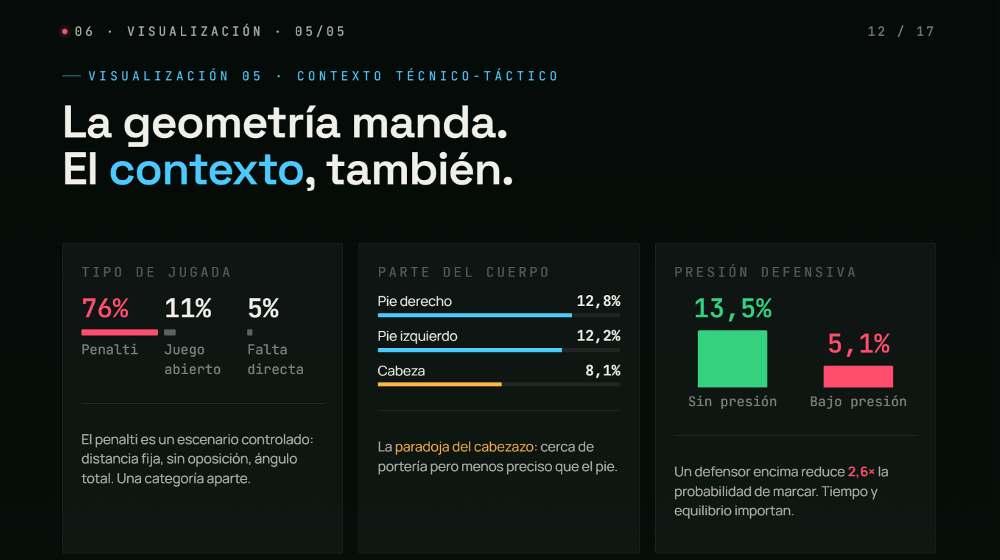 06 · VISUALIZACIÓN · 05/05
12 / 17
VISUALIZACIÓN 05 · CONTEXTO TÉCNICO-TÁCTICO
La geometría manda.
El contexto, también.
TIPO DE JUGADA
76%
Penalti
11%
Juego
abierto
5%
Falta
directa
El penalti es un escenario controlado:
distancia fija, sin oposición, ángulo
total. Una categoría aparte.
PARTE DEL CUERPO
Pie derecho 12,8%
Pie izquierdo 12,2%
Cabeza 8,1%
La paradoja del cabezazo: cerca de
portería pero menos preciso que el pie.
PRESIÓN DEFENSIVA
13,5%
Sin presión
5,1%
Bajo presión
Un defensor encima reduce 2,6× la
probabilidad de marcar. Tiempo y
equilibrio importan.